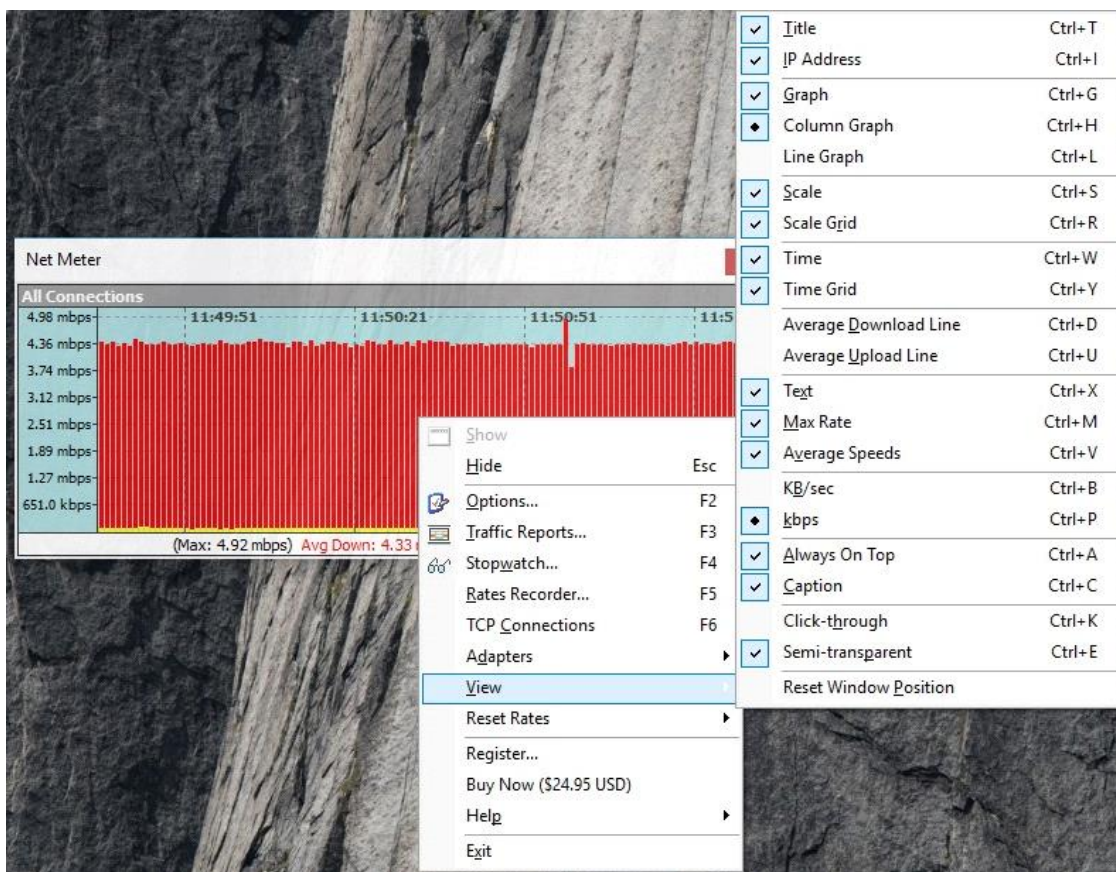 Net Meter
All Connections
4.98 mbps
11:49:51 11:50:21 11:50:51 11:5
4.36 mbps
3.74 mbps
3.12 mbps
2.51 mbps
1.89 mbps
1.27 mbps
651.0 kbps
(Max: 4.92 mbps) Avg Down: 4.33
Show
Hide Esc
Options... F2
Traffic Reports... F3
Stopwatch... F4
Rates Recorder... F5
TCP Connections F6
Adapters
View
Reset Rates
Register...
Buy Now ($24.95 USD)
Help
Exit
Title Ctrl+T
IP Address Ctrl+I
Graph Ctrl+G
Column Graph Ctrl+H
Line Graph Ctrl+L
Scale Ctrl+S
Scale Grid Ctrl+R
Time Ctrl+W
Time Grid Ctrl+Y
Average Download Line Ctrl+D
Average Upload Line Ctrl+U
Text Ctrl+X
Max Rate Ctrl+M
Average Speeds Ctrl+V
KB/sec Ctrl+B
kbps Ctrl+P
Always On Top Ctrl+A
Caption Ctrl+C
Click-through Ctrl+K
Semi-transparent Ctrl+E
Reset Window Position